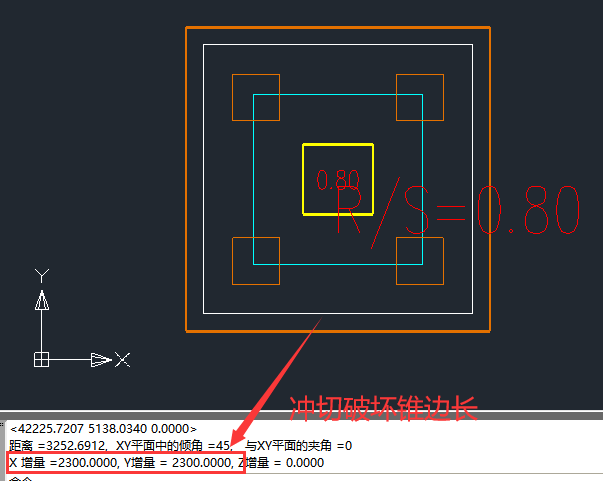 0.80
R/S=0.80
Y
X
冲切破坏锥边长
<42225.7207 5138.0340 0.0000>
距离 =3252.6912, XY平面中的倾角 =45, 与XY平面的夹角 =0
X 增量 =2300.0000, Y增量 = 2300.0000, Z增量 = 0.0000